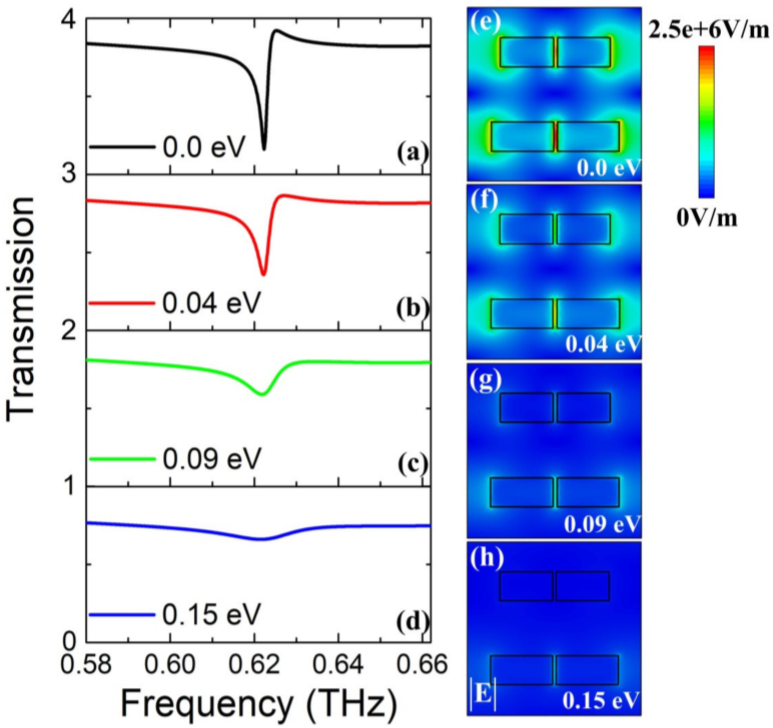 4
3
2
1
0
Transmission
0.0 eV
(a)
0.04 eV
(b)
0.09 eV
(c)
0.15 eV
(d)
0.58
0.60
0.62
0.64
0.66
Frequency (THz)
(e)
0.0 eV
(f)
0.04 eV
(g)
0.09 eV
(h)
|E|
0.15 eV
2.5e+6V/m
0V/m